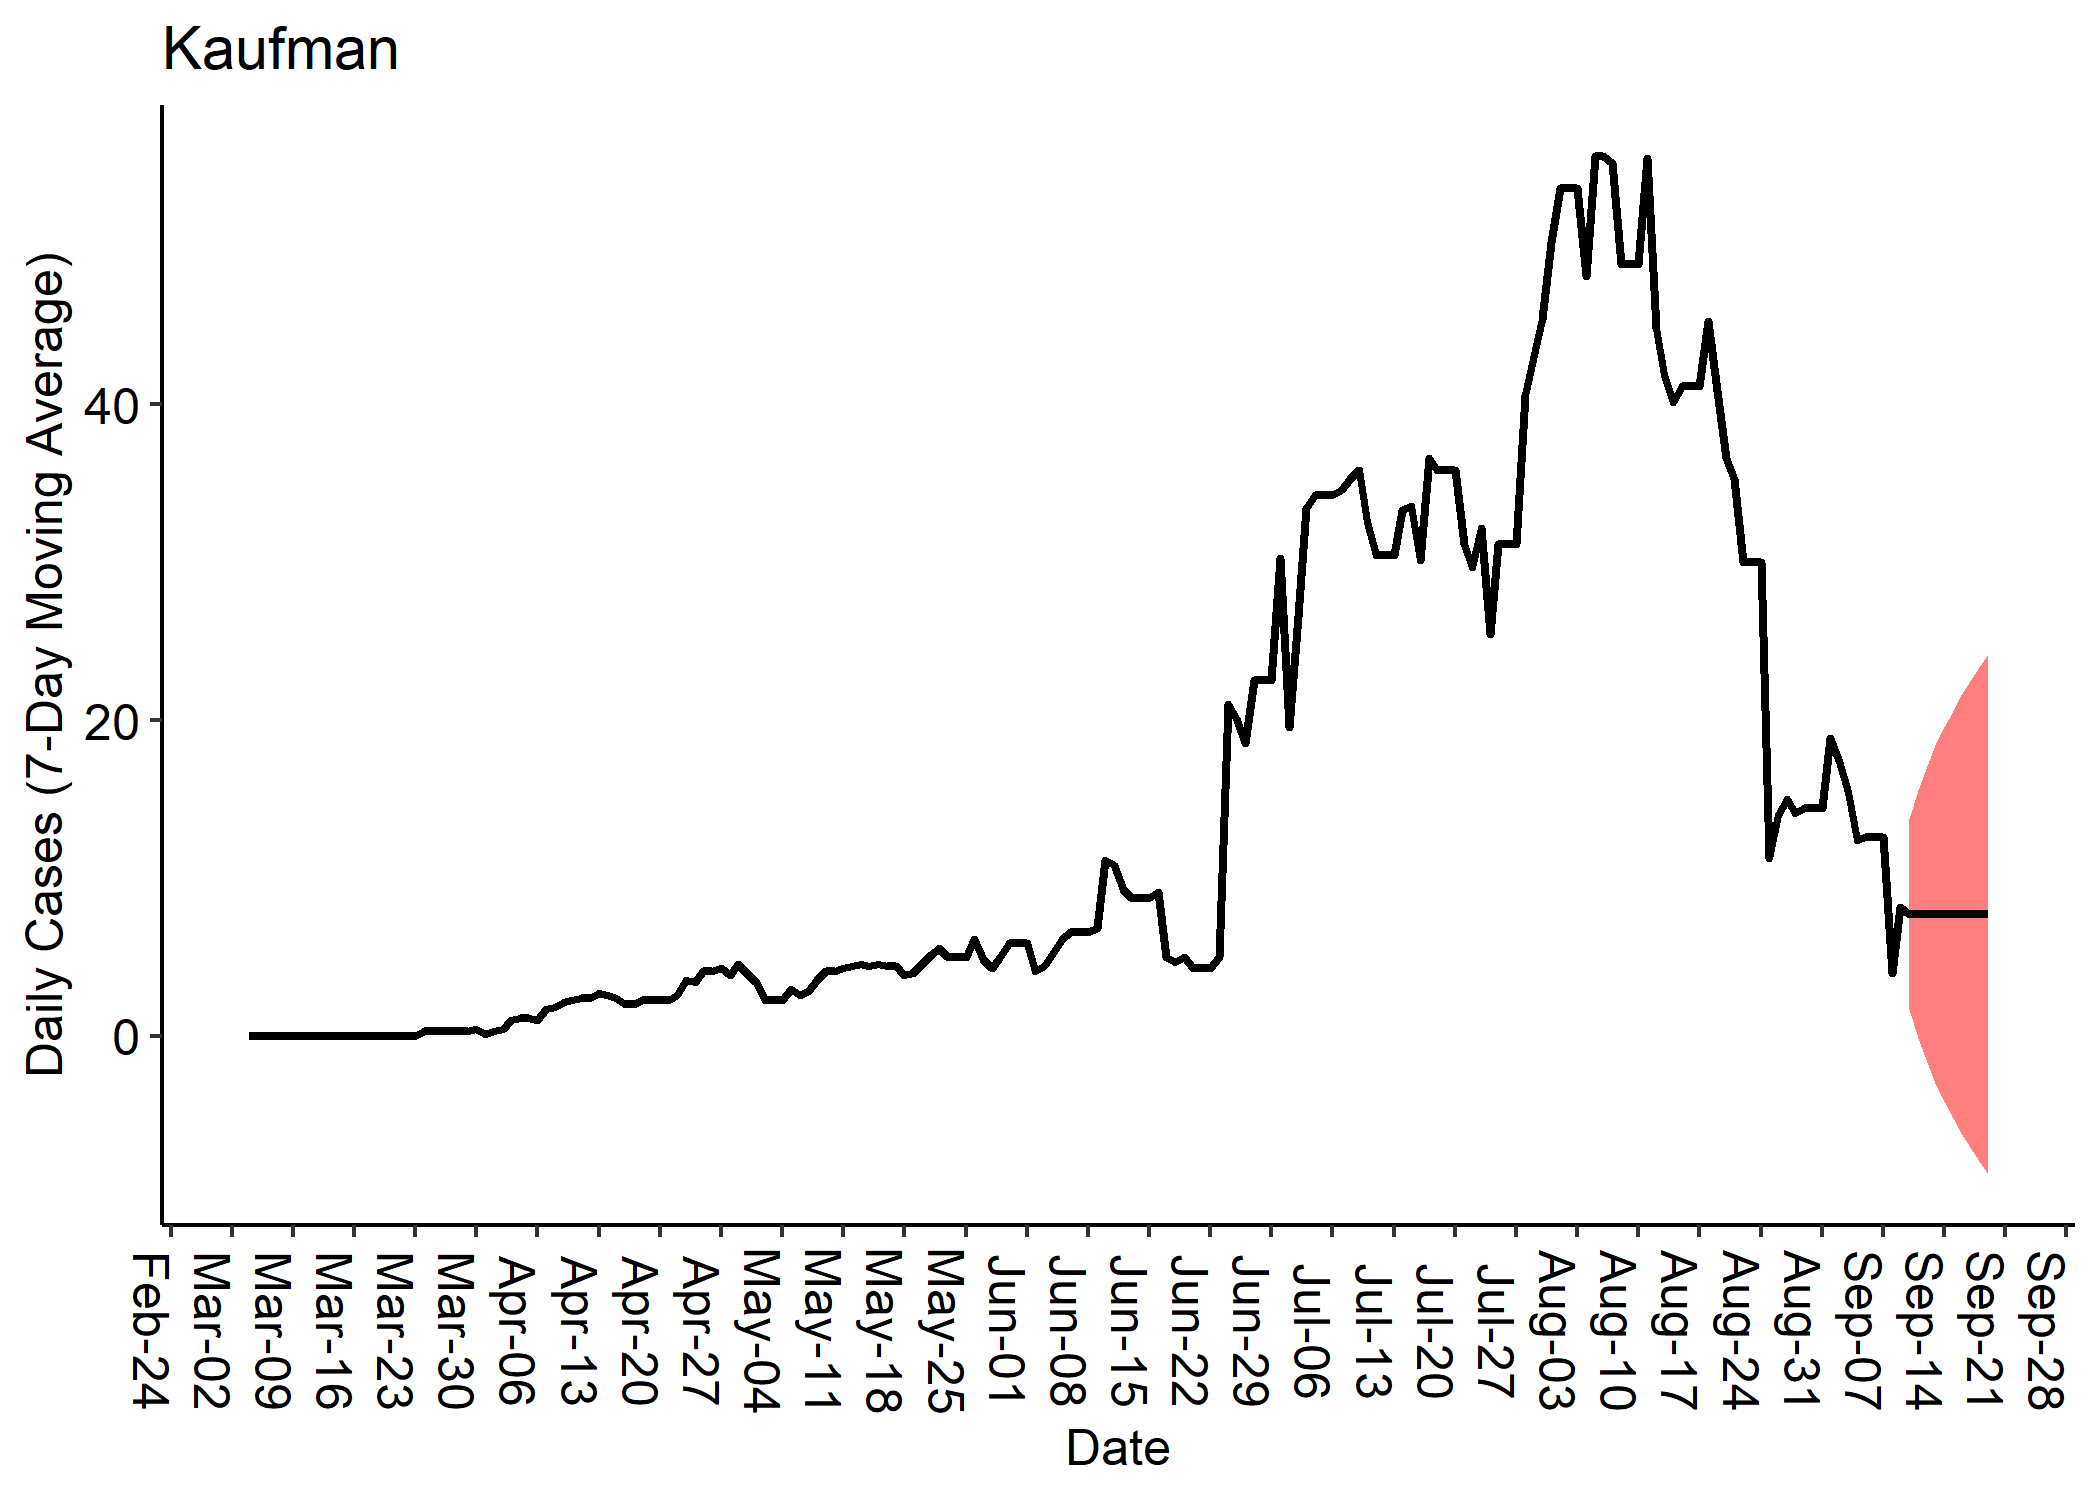 Kaufman
Daily Cases (7-Day Moving Average)
40
20
0
Feb-24
Mar-02
Mar-09
Mar-16
Mar-23
Mar-30
Apr-06
Apr-13
Apr-20
Apr-27
May-04
May-11
May-18
May-25
Jun-01
Jun-08
Jun-15
Jun-22
Jun-29
Jul-06
Jul-13
Jul-20
Jul-27
Aug-03
Aug-10
Aug-17
Aug-24
Aug-31
Sep-07
Sep-14
Sep-21
Sep-28
Date